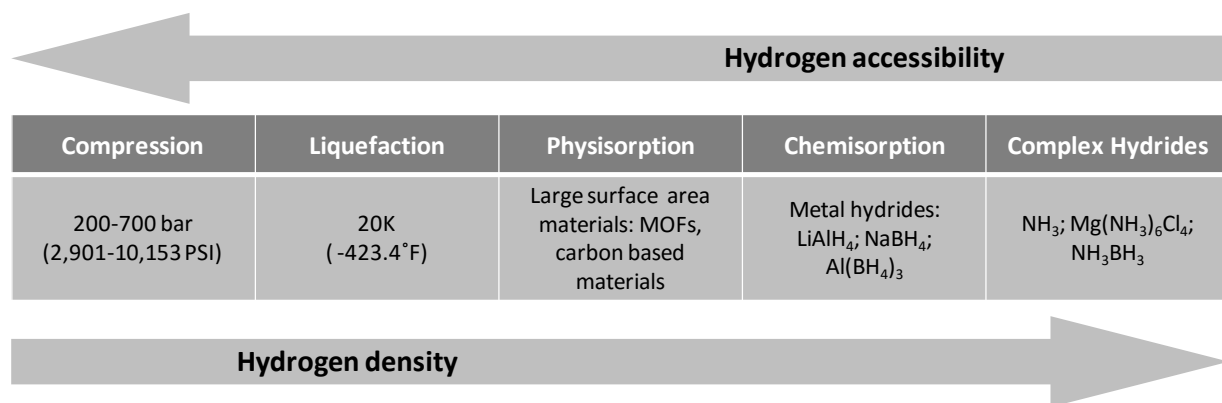 Hydrogen accessibility
Compression
Liquefaction
Physisorption
Chemisorption
Complex Hydrides
200-700 bar
(2,901-10,153 PSI)
20K
( -423.4˚F)
Large surface area
materials: MOFs,
carbon based
materials
Metal hydrides:
LiAlH₄; NaBH₄;
Al(BH₄)₃
NH₃; Mg(NH₃)₆Cl₄;
NH₃BH₃
Hydrogen density